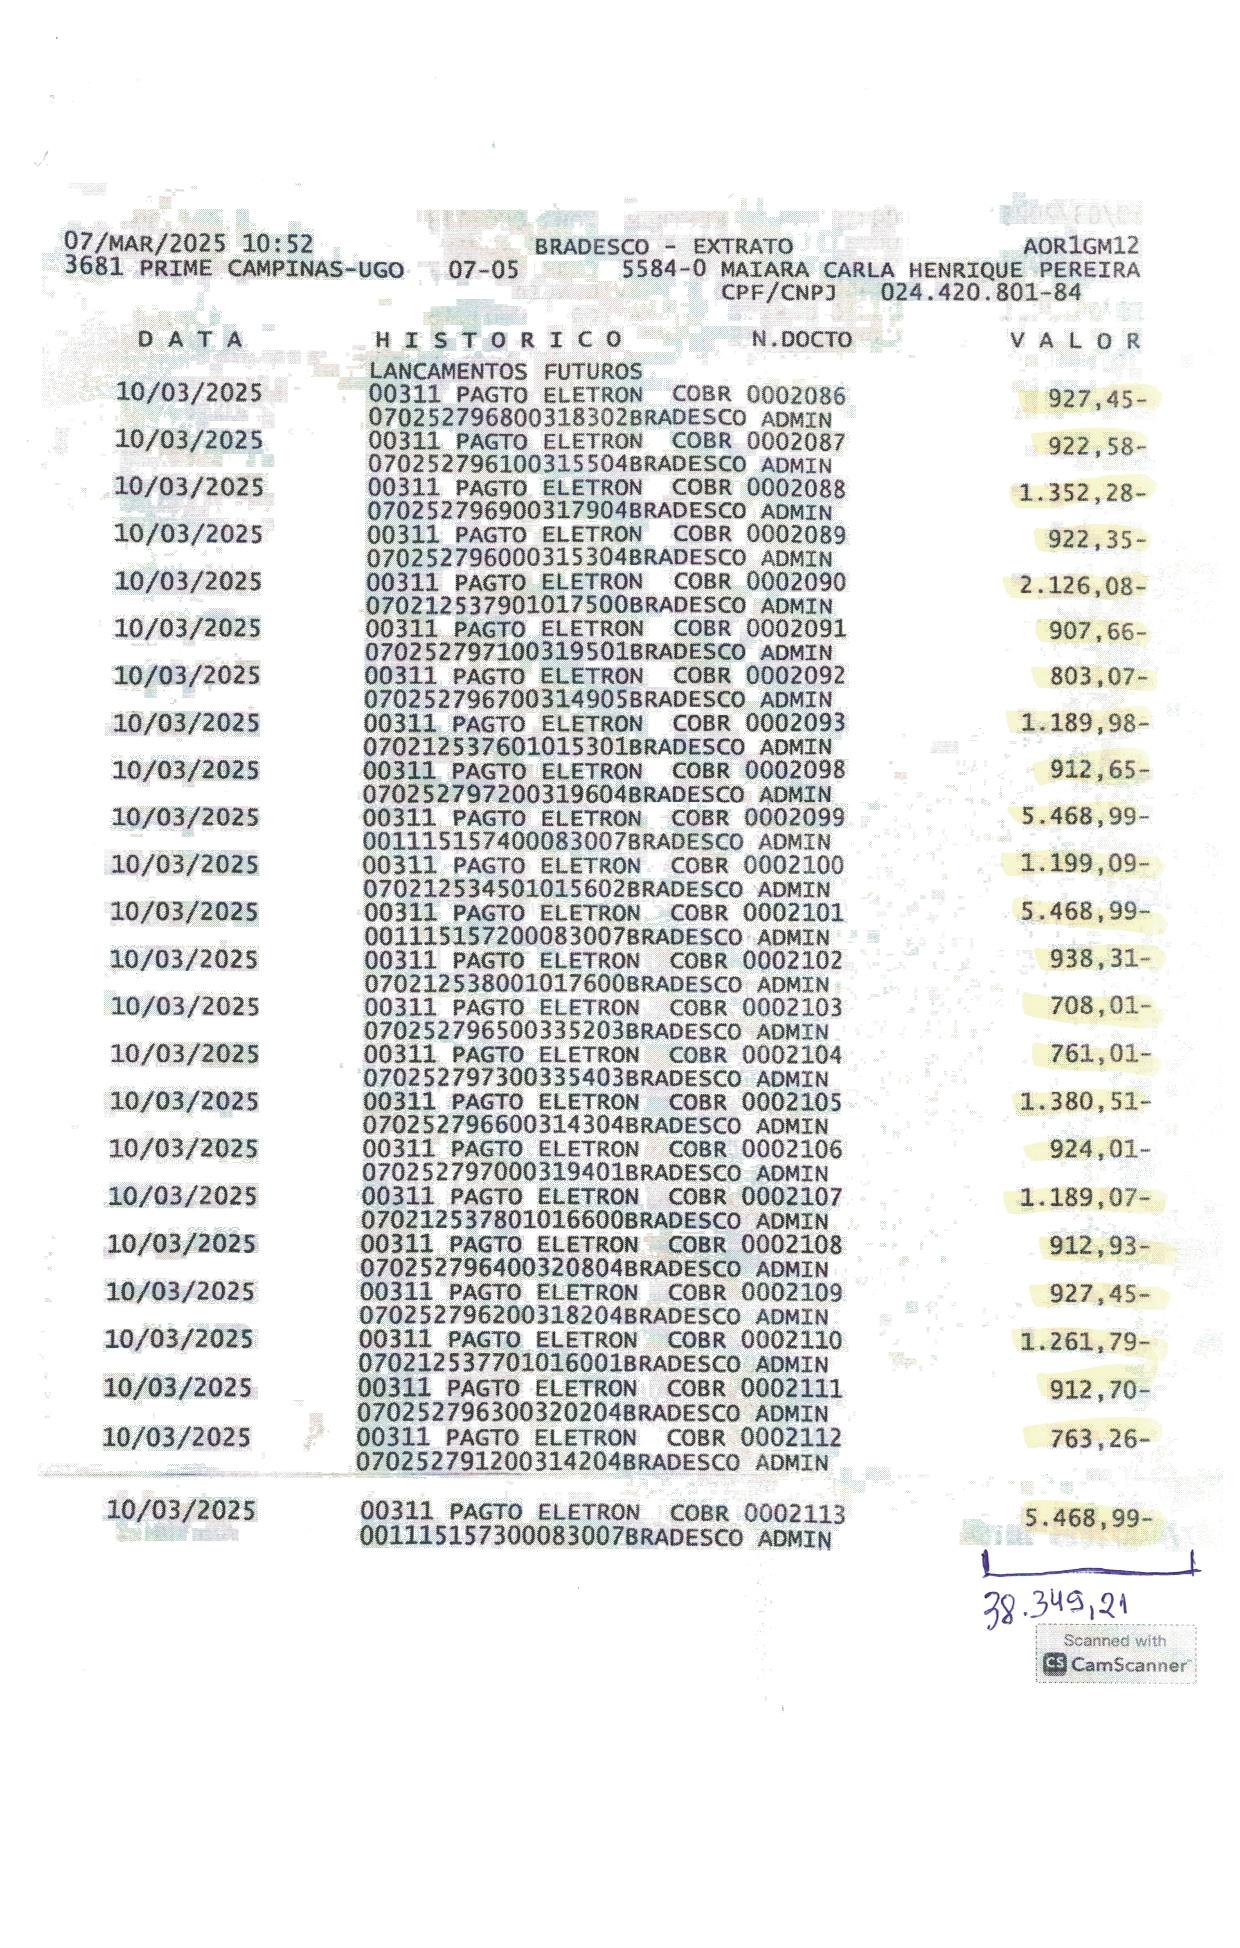 07/MAR/2025 10:52 BRADESCO - EXTRATO AOR1GM12
3681 PRIME CAMPINAS-UGO 07-05 5584-0 MAIARA CARLA HENRIQUE PEREIRA
CPF/CNPJ 024.420.801-84
D A T A H I S T O R I C O N.DOCTO V A L O R
LANCAMENTOS FUTUROS
10/03/2025 00311 PAGTO ELETRON COBR 0002086 927,45-
070252796800318302BRADESCO ADMIN
10/03/2025 00311 PAGTO ELETRON COBR 0002087 922,58-
070252796100315504BRADESCO ADMIN
10/03/2025 00311 PAGTO ELETRON COBR 0002088 1.352,28-
070252796900317904BRADESCO ADMIN
10/03/2025 00311 PAGTO ELETRON COBR 0002089 922,35-
070252796000315304BRADESCO ADMIN
10/03/2025 00311 PAGTO ELETRON COBR 0002090 2.126,08-
070212537901017500BRADESCO ADMIN
10/03/2025 00311 PAGTO ELETRON COBR 0002091 907,66-
070252797100319501BRADESCO ADMIN
10/03/2025 00311 PAGTO ELETRON COBR 0002092 803,07-
070252796700314905BRADESCO ADMIN
10/03/2025 00311 PAGTO ELETRON COBR 0002093 1.189,98-
070212537601015301BRADESCO ADMIN
10/03/2025 00311 PAGTO ELETRON COBR 0002098 912,65-
070252797200319604BRADESCO ADMIN
10/03/2025 00311 PAGTO ELETRON COBR 0002099 5.468,99-
001115157400083007BRADESCO ADMIN
10/03/2025 00311 PAGTO ELETRON COBR 0002100 1.199,09-
070212534501015602BRADESCO ADMIN
10/03/2025 00311 PAGTO ELETRON COBR 0002101 5.468,99-
001115157200083007BRADESCO ADMIN
10/03/2025 00311 PAGTO ELETRON COBR 0002102 938,31-
070212538001017600BRADESCO ADMIN
10/03/2025 00311 PAGTO ELETRON COBR 0002103 708,01-
070252796500335203BRADESCO ADMIN
10/03/2025 00311 PAGTO ELETRON COBR 0002104 761,01-
070252797300335403BRADESCO ADMIN
10/03/2025 00311 PAGTO ELETRON COBR 0002105 1.380,51-
070252796600314304BRADESCO ADMIN
10/03/2025 00311 PAGTO ELETRON COBR 0002106 924,01-
070252797000319401BRADESCO ADMIN
10/03/2025 00311 PAGTO ELETRON COBR 0002107 1.189,07-
070212537801016600BRADESCO ADMIN
10/03/2025 00311 PAGTO ELETRON COBR 0002108 912,93-
070252796400320804BRADESCO ADMIN
10/03/2025 00311 PAGTO ELETRON COBR 0002109 927,45-
070252796200318204BRADESCO ADMIN
10/03/2025 00311 PAGTO ELETRON COBR 0002110 1.261,79-
070212537701016001BRADESCO ADMIN
10/03/2025 00311 PAGTO ELETRON COBR 0002111 912,70-
070252796300320204BRADESCO ADMIN
10/03/2025 00311 PAGTO ELETRON COBR 0002112 763,26-
070252791200314204BRADESCO ADMIN
10/03/2025 00311 PAGTO ELETRON COBR 0002113 5.468,99-
001115157300083007BRADESCO ADMIN
38.349,21
Scanned with
CS CamScanner